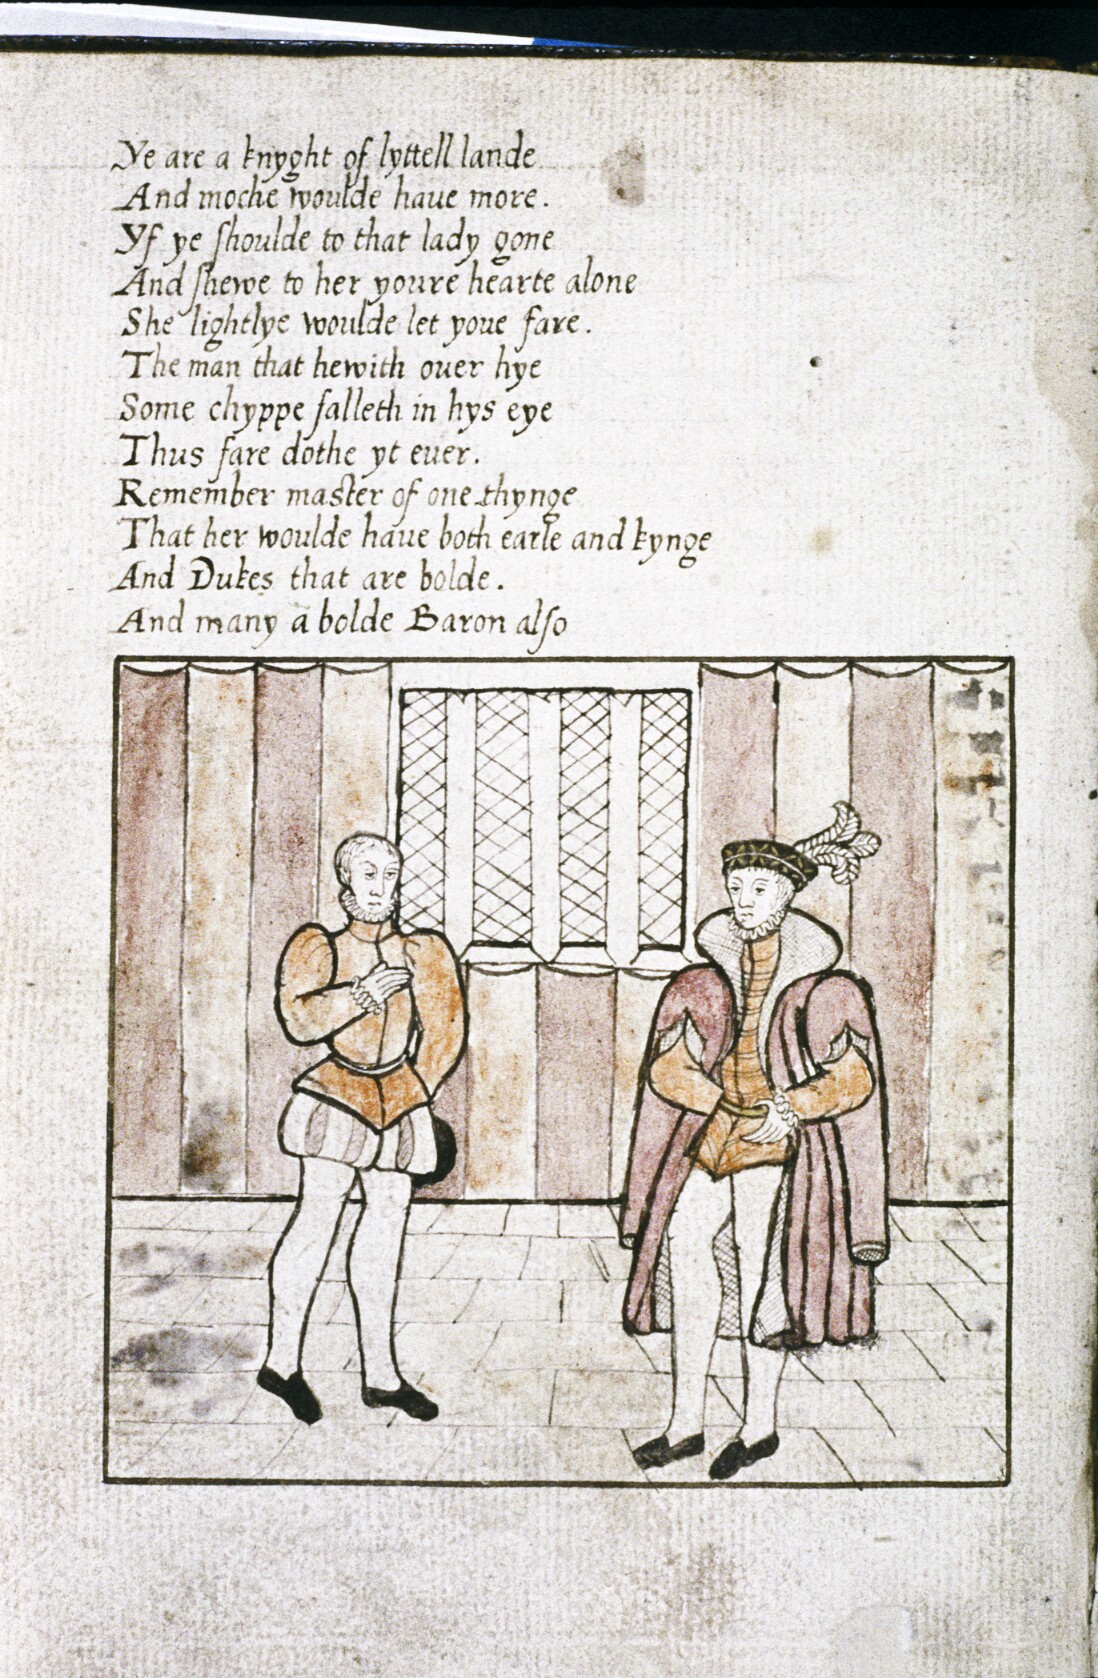 Ye are a knyght of lyttell lande
And moche woulde haue more.
Yf ye shoulde to that lady gone
And shewe to her youre hearte alone
She lightlye woulde let youe fare.
The man that hewith ouer hye
Some chyppe falleth in hys eye
Thus fare dothe yt euer.
Remember master of one thynge
That her woulde haue both earle and kynge
And Dukes that are bolde.
And many a bolde Baron also